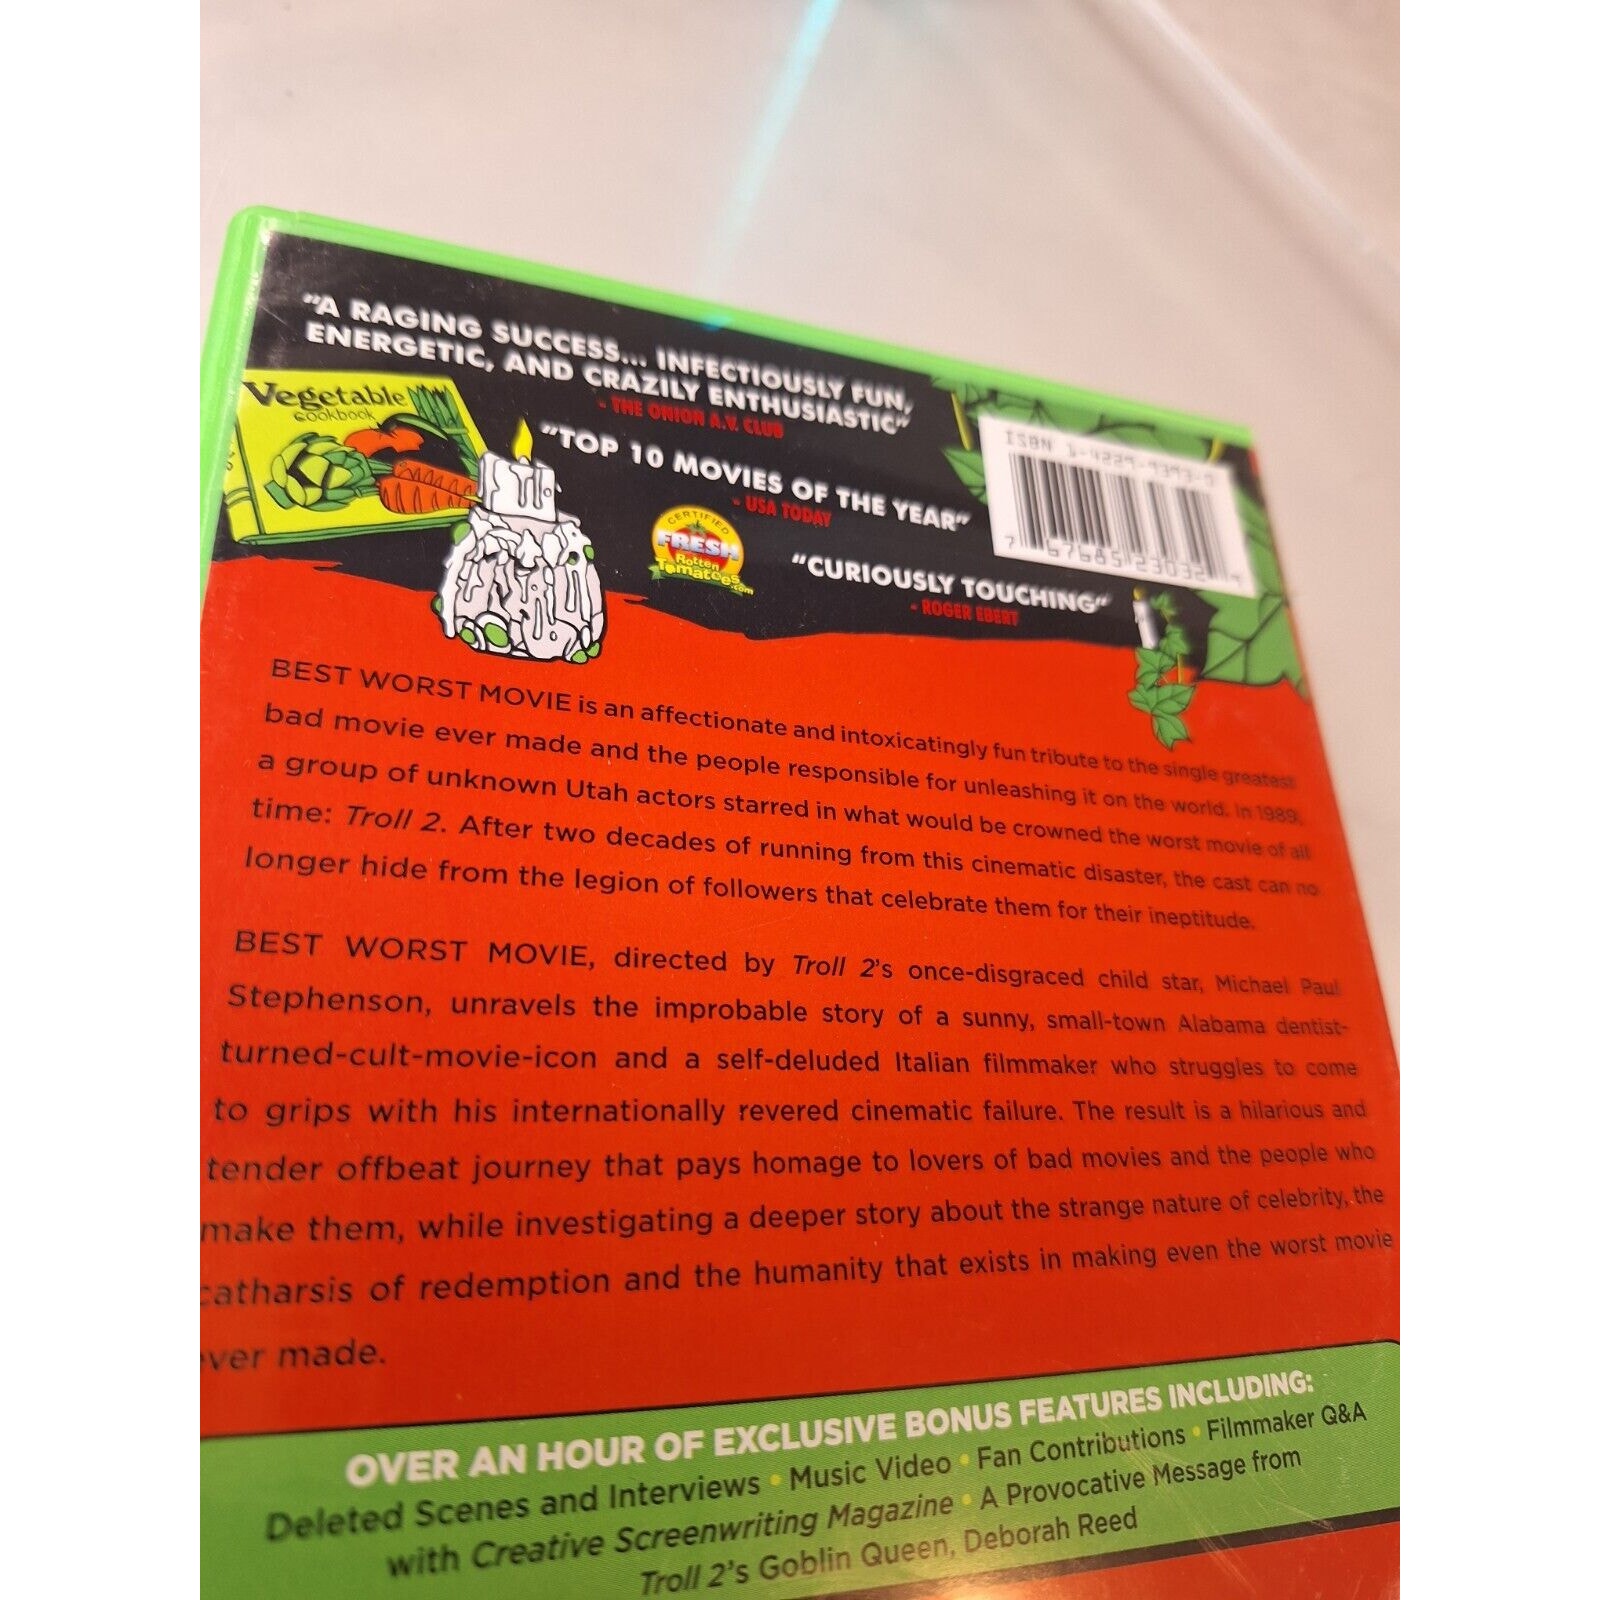 "A RAGING SUCCESS... INFECTIOUSLY FUN,
ENERGETIC, AND CRAZILY ENTHUSIASTIC"
- THE ONION A.V. CLUB
Vegetable
Cookbook
"TOP 10 MOVIES OF THE YEAR"
- USA TODAY
CERTIFIED
FRESH
Rotten
Tomatoes.com
"CURIOUSLY TOUCHING"
- ROGER EBERT
ISBN 1-4229-9393-0
7 67685 23032 4
BEST WORST MOVIE is an affectionate and intoxicatingly fun tribute to the single greatest
bad movie ever made and the people responsible for unleashing it on the world. In 1989,
a group of unknown Utah actors starred in what would be crowned the worst movie of all
time: Troll 2. After two decades of running from this cinematic disaster, the cast can no
longer hide from the legion of followers that celebrate them for their ineptitude.
BEST WORST MOVIE, directed by Troll 2's once-disgraced child star, Michael Paul
Stephenson, unravels the improbable story of a sunny, small-town Alabama dentist-
turned-cult-movie-icon and a self-deluded Italian filmmaker who struggles to come
to grips with his internationally revered cinematic failure. The result is a hilarious and
tender offbeat journey that pays homage to lovers of bad movies and the people who
make them, while investigating a deeper story about the strange nature of celebrity, the
catharsis of redemption and the humanity that exists in making even the worst movie
ever made.
OVER AN HOUR OF EXCLUSIVE BONUS FEATURES INCLUDING:
Deleted Scenes and Interviews • Music Video • Fan Contributions • Filmmaker Q&A
with Creative Screenwriting Magazine • A Provocative Message from
Troll 2's Goblin Queen, Deborah Reed